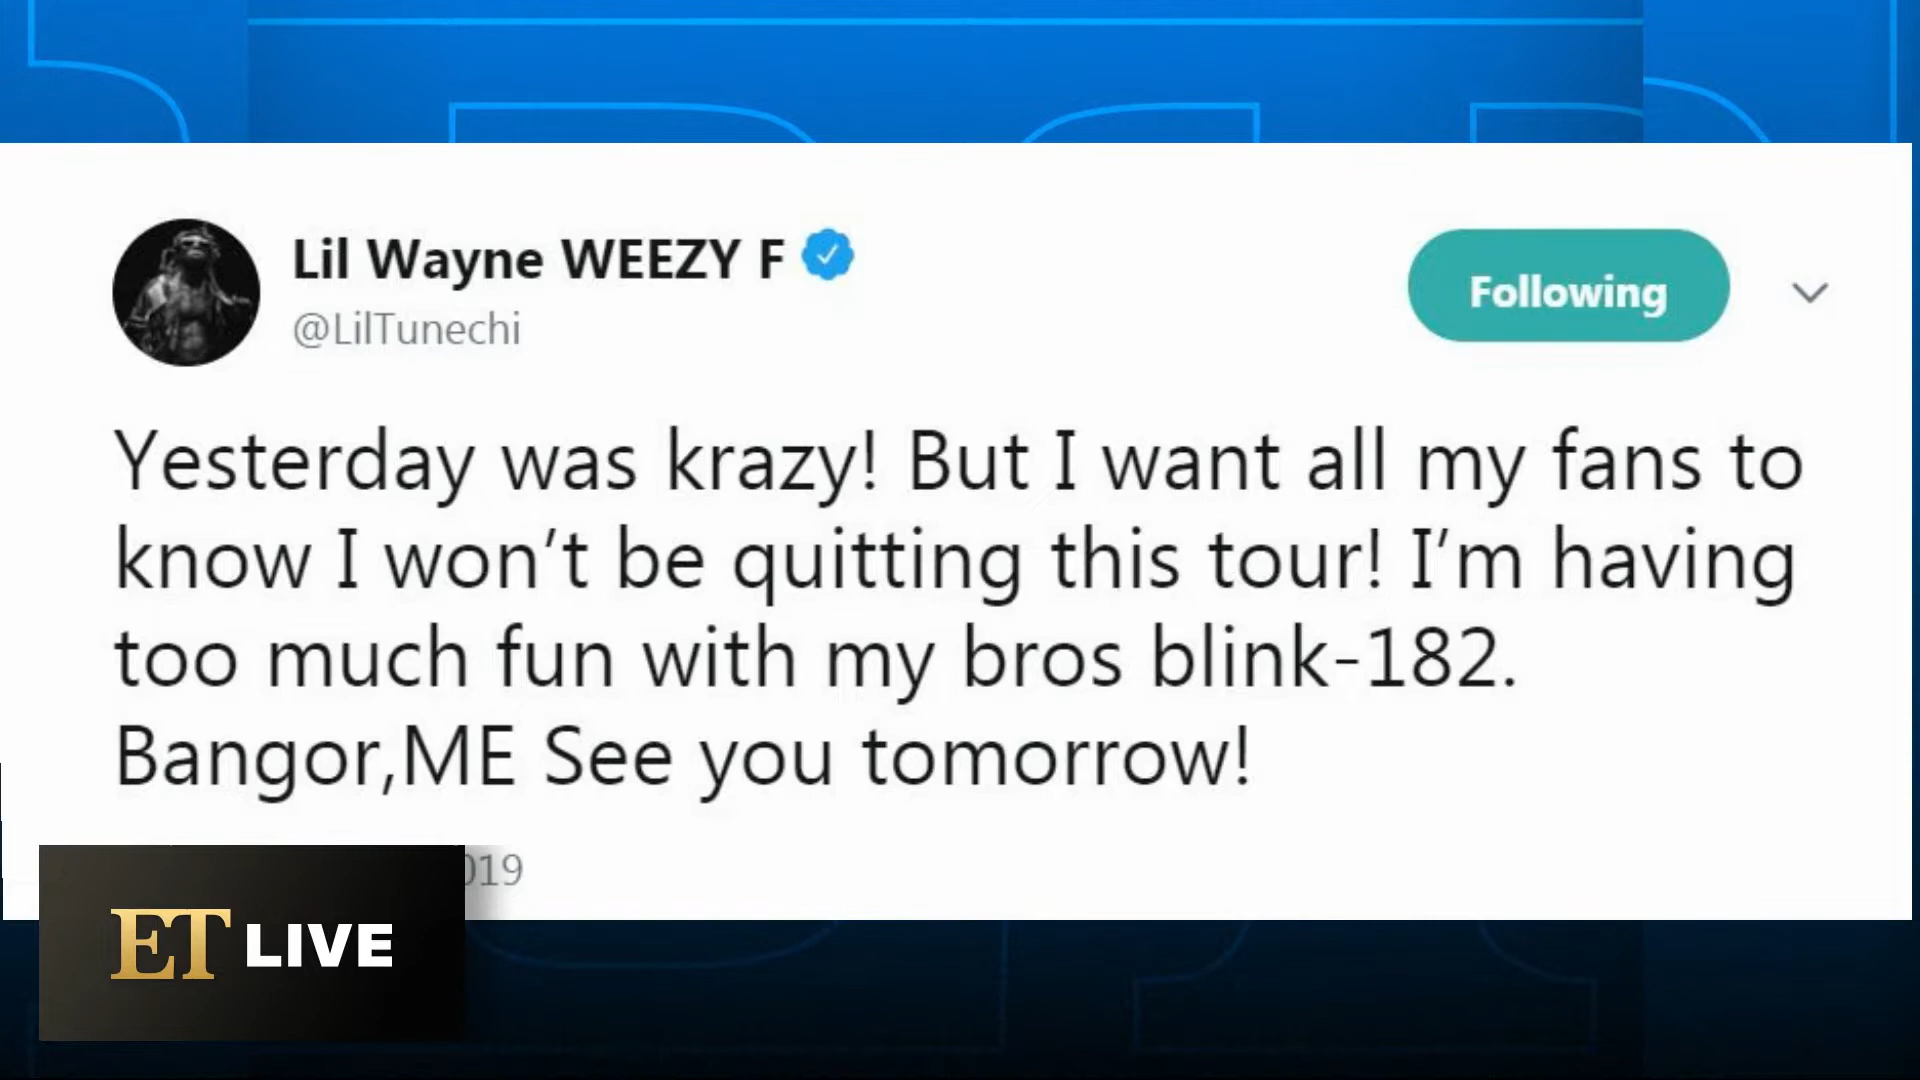 Lil Wayne WEEZY F
@LilTunechi
Following
Yesterday was krazy! But I want all my fans to
know I won’t be quitting this tour! I’m having
too much fun with my bros blink-182.
Bangor,ME See you tomorrow!
ET LIVE